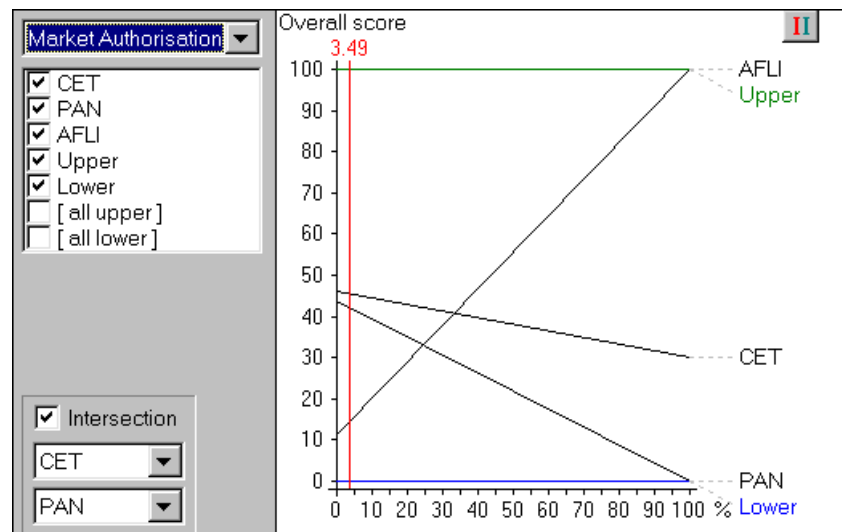 Market Authorisation
CET
PAN
AFLI
Upper
Lower
[ all upper ]
[ all lower ]
Intersection
CET
PAN
Overall score
II
3.49
100
90
80
70
60
50
40
30
20
10
0
0 10 20 30 40 50 60 70 80 90 100 %
AFLI
Upper
CET
PAN
Lower